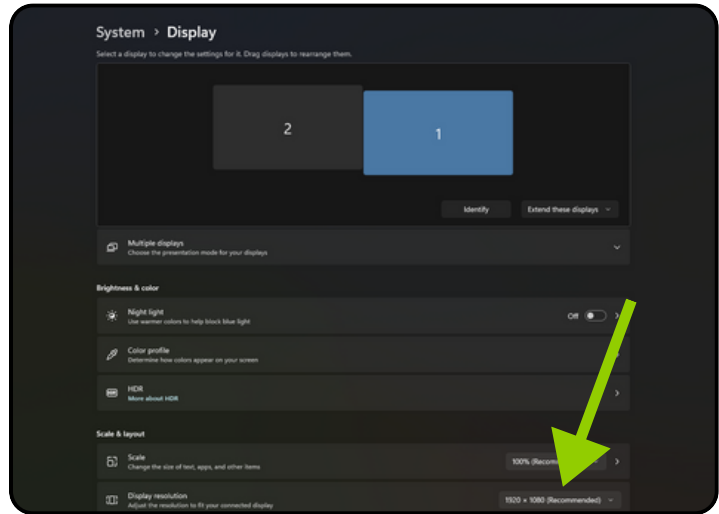 System > Display
Select a display to change the settings for it. Drag displays to rearrange them.
2
1
Identify
Extend these displays
Multiple displays
Choose the presentation mode for your displays
Brightness & color
Night light
Use warmer colors to help block blue light
Off
Color profile
Determine how colors appear on your screen
HDR
HDR
More about HDR
Scale & layout
Scale
Change the size of text, apps, and other items
100%
Display resolution
Adjust the resolution to fit your connected display
1920 × 1080 (Recommended)